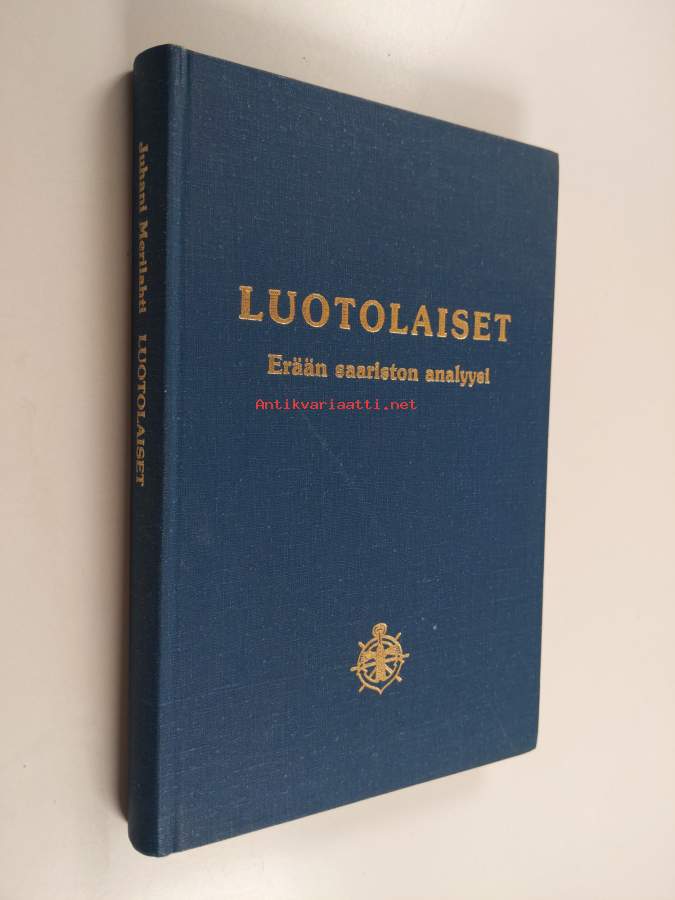 Juhani Merilahti LUOTOLAISET
LUOTOLAISET
Erään saariston analyysi
Antikvariaatti.net